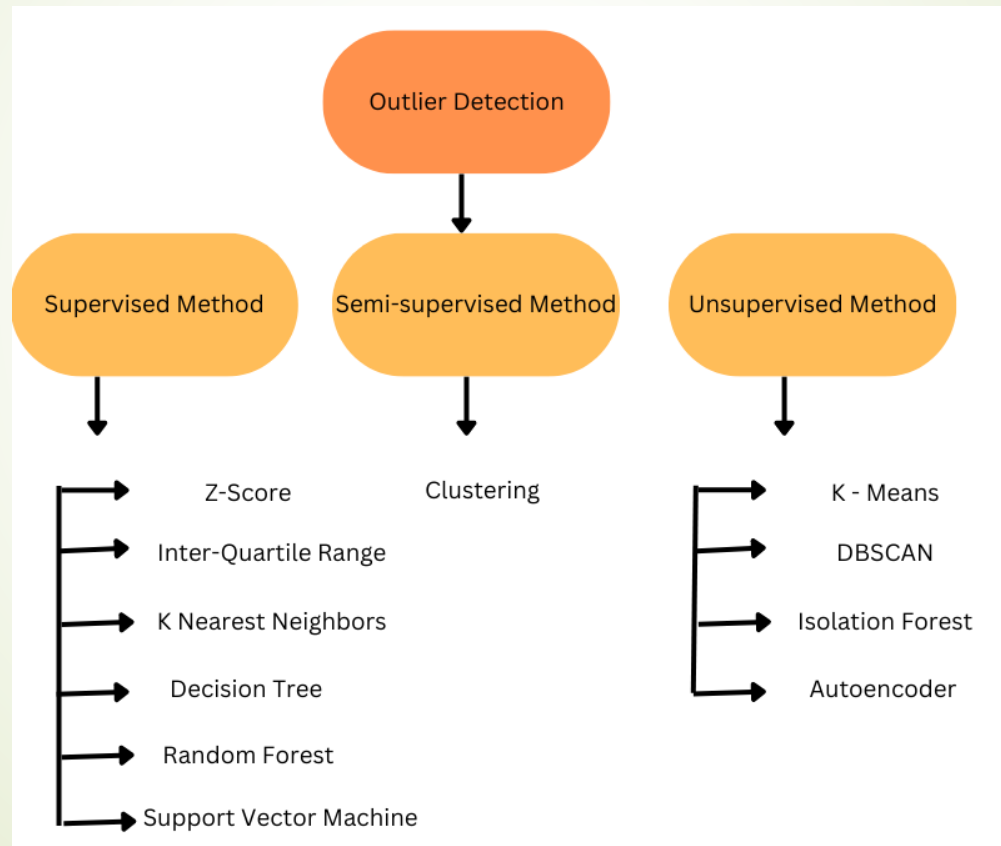 Outlier Detection
Supervised Method
Semi-supervised Method
Unsupervised Method
Z-Score
Inter-Quartile Range
K Nearest Neighbors
Decision Tree
Random Forest
Support Vector Machine
Clustering
K - Means
DBSCAN
Isolation Forest
Autoencoder